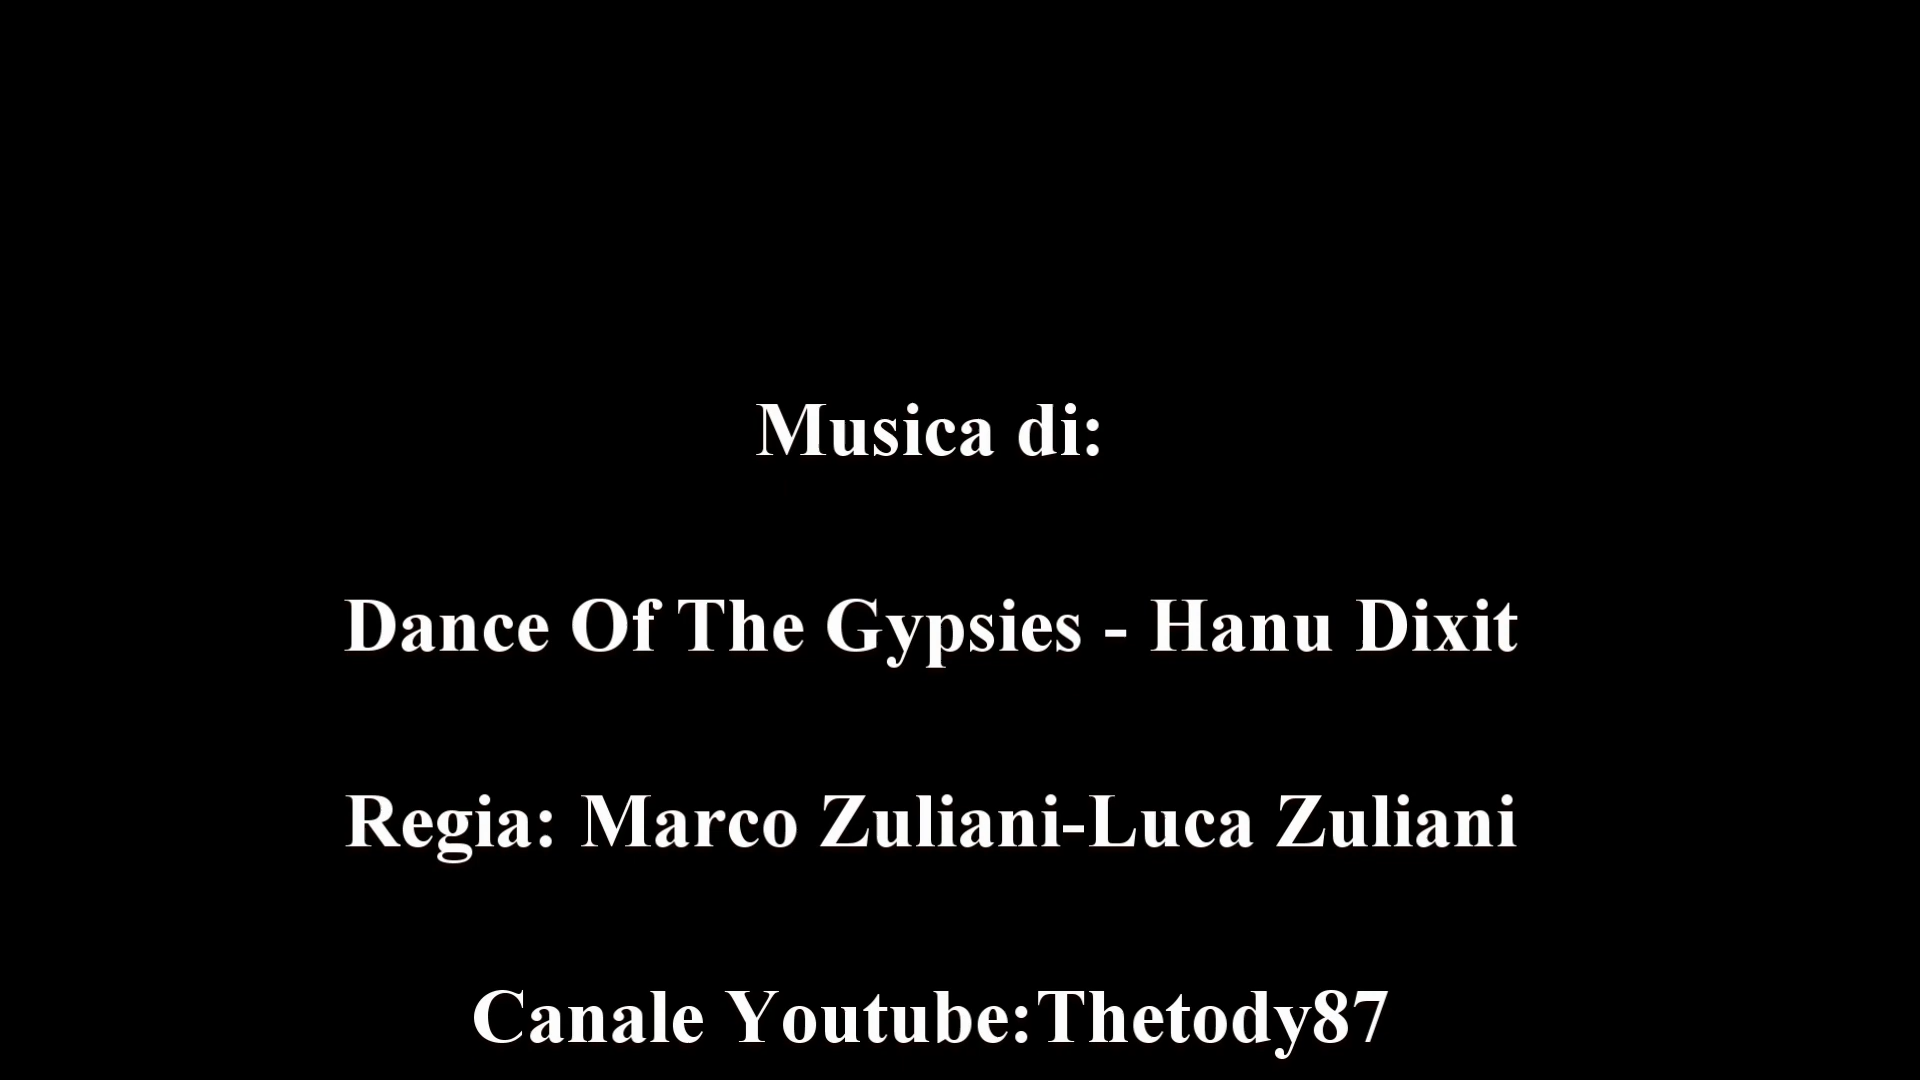 Musica di:
Dance Of The Gypsies - Hanu Dixit
Regia: Marco Zuliani-Luca Zuliani
Canale Youtube:Thetody87